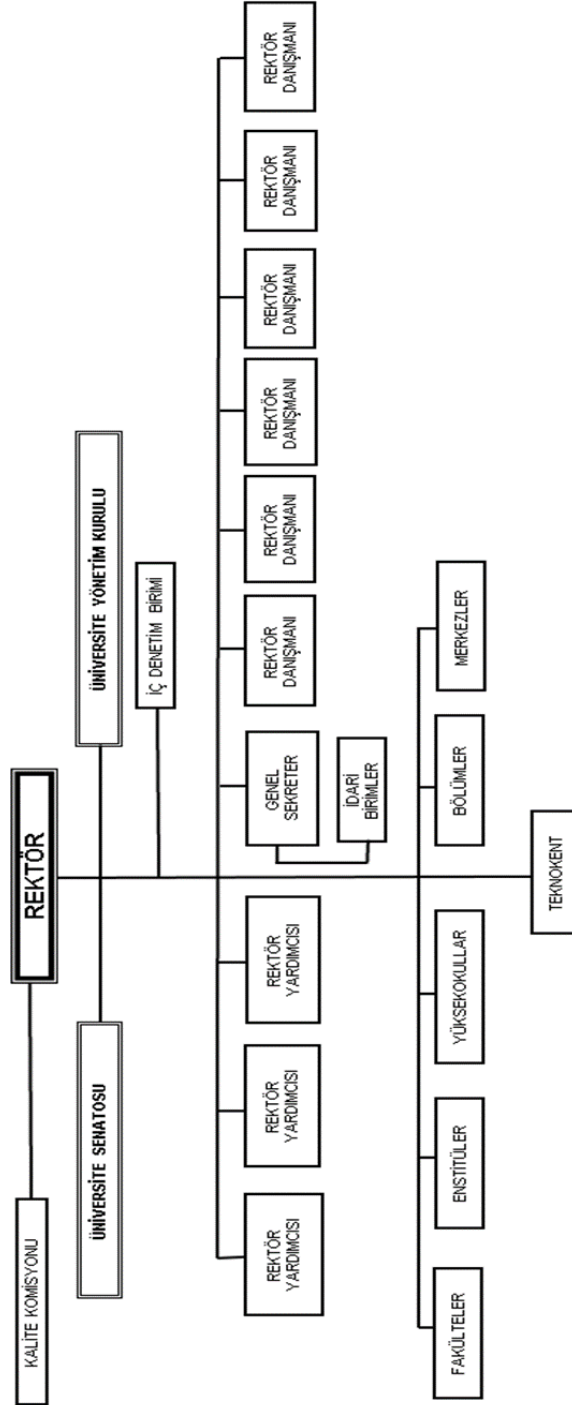 REKTÖR
KALİTE KOMİSYONU
ÜNİVERSİTE SENATOSU
ÜNİVERSİTE YÖNETİM KURULU
İÇ DENETİM BİRİMİ
REKTÖR
YARDIMCISI
REKTÖR
YARDIMCISI
REKTÖR
YARDIMCISI
GENEL
SEKRETER
REKTÖR
DANIŞMANI
REKTÖR
DANIŞMANI
REKTÖR
DANIŞMANI
REKTÖR
DANIŞMANI
REKTÖR
DANIŞMANI
REKTÖR
DANIŞMANI
İDARİ
BİRİMLER
FAKÜLTELER
ENSTİTÜLER
YÜKSEKOKULLAR
BÖLÜMLER
MERKEZLER
TEKNOKENT